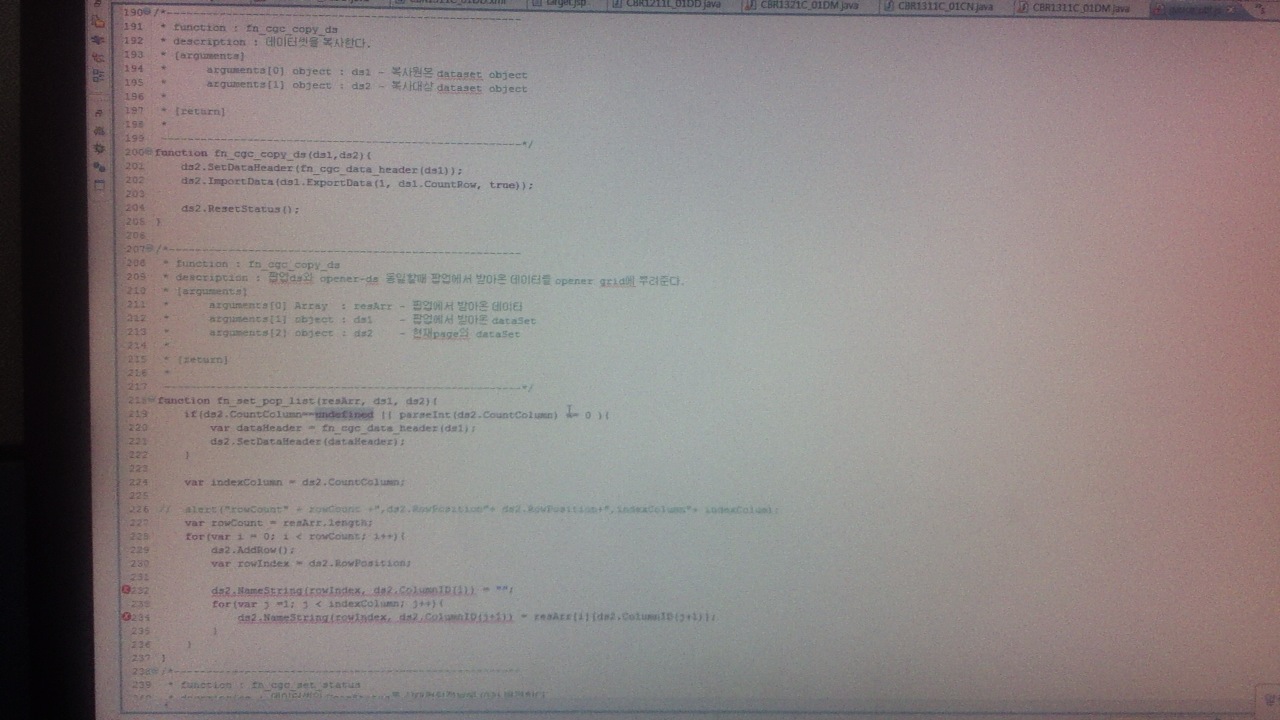 target.jsp CBR1211C_01DD.java CBR1321C_01DM.java CBR1311C_01CN.java CBR1311C_01DM.java
190 /*-----------------------------------------------------
191 * function : fn_cgc_copy_ds
192 * description : 데이터셋을 복사한다.
193 * [arguments]
194 * arguments[0] object : ds1 - 복사원본 dataset object
195 * arguments[1] object : ds2 - 복사대상 dataset object
196 *
197 * [return]
198 *
199 -----------------------------------------------------*/
200 function fn_cgc_copy_ds(ds1,ds2){
201 ds2.SetDataHeader(fn_cgc_data_header(ds1));
202 ds2.ImportData(ds1.ExportData(1, ds1.CountRow, true));
203
204 ds2.ResetStatus();
205 }
206
207 /*-----------------------------------------------------
208 * function : fn_cgc_copy_ds
209 * description : 팝업ds와 opener-ds 동일할때 팝업에서 받아온 데이터를 opener grid에 뿌려준다.
210 * [arguments]
211 * arguments[0] Array : resArr - 팝업에서 받아온 데이터
212 * arguments[1] object : ds1 - 팝업에서 받아온 dataSet
213 * arguments[2] object : ds2 - 현재page의 dataSet
214 *
215 * [return]
216 *
217 -----------------------------------------------------*/
218 function fn_set_pop_list(resArr, ds1, ds2){
219 if(ds2.CountColumn==undefined || parseInt(ds2.CountColumn) == 0 ){
220 var dataHeader = fn_cgc_data_header(ds1);
221 ds2.SetDataHeader(dataHeader);
222 }
223
224 var indexColumn = ds2.CountColumn;
225
226 // alert("rowCount" + rowCount +",ds2.RowPosition"+ ds2.RowPosition+",indexColumn"+ indexColumn);
227 var rowCount = resArr.length;
228 for(var i = 0; i < rowCount; i++){
229 ds2.AddRow();
230 var rowIndex = ds2.RowPosition;
231
232 ds2.NameString(rowIndex, ds2.ColumnID(1)) = "";
233 for(var j =1; j < indexColumn; j++){
234 ds2.NameString(rowIndex, ds2.ColumnID(j+1)) = resArr[i][ds2.ColumnID(j+1)];
235 }
236 }
237 }
238 /*-----------------------------------------------------
239 * function : fn_cgc_set_status